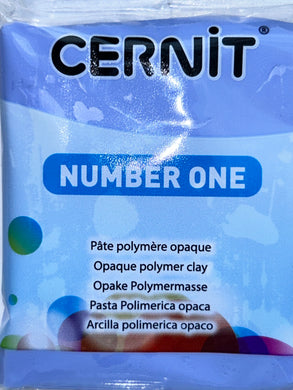 CERNIT®
NUMBER ONE
Pâte polymère opaque
Opaque polymer clay
Opake Polymermasse
Pasta Polimerica opaca
Arcilla polimerica opaco